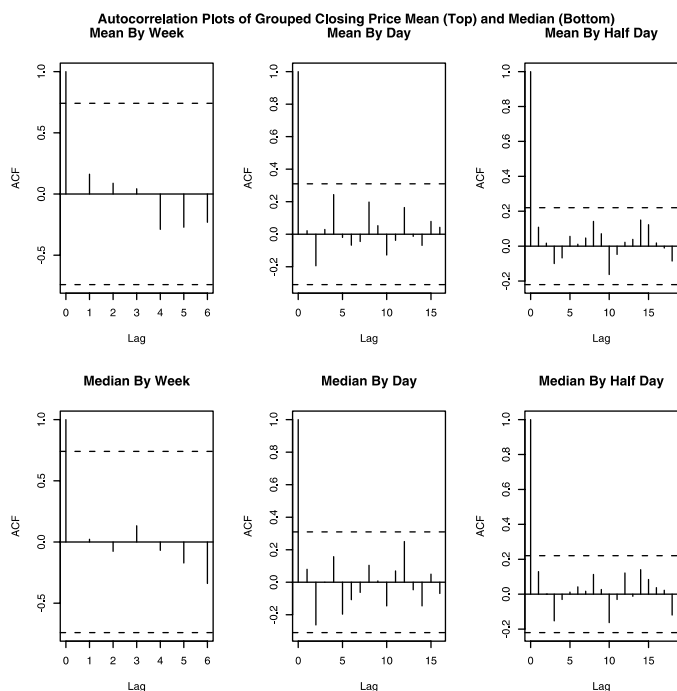 Autocorrelation Plots of Grouped Closing Price Mean (Top) and Median (Bottom)
Mean By Week
Mean By Day
Mean By Half Day
ACF
1.0
0.5
0.0
-0.5
0 1 2 3 4 5 6
Lag
ACF
1.0
0.8
0.6
0.4
0.2
0.0
-0.2
0 5 10 15
Lag
ACF
1.0
0.8
0.6
0.4
0.2
0.0
-0.2
0 5 10 15
Lag
Median By Week
Median By Day
Median By Half Day
ACF
1.0
0.5
0.0
-0.5
0 1 2 3 4 5 6
Lag
ACF
1.0
0.8
0.6
0.4
0.2
0.0
-0.2
0 5 10 15
Lag
ACF
1.0
0.8
0.6
0.4
0.2
0.0
-0.2
0 5 10 15
Lag